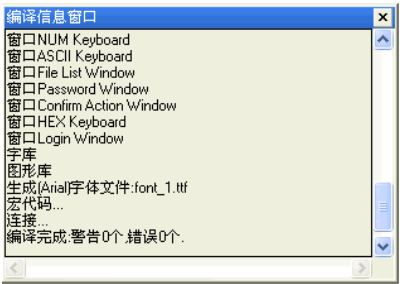 编译信息窗口
窗口NUM Keyboard
窗口ASCII Keyboard
窗口File List Window
窗口Password Window
窗口Confirm Action Window
窗口HEX Keyboard
窗口Login Window
字库
图形库
生成(Arial)字体文件:font_1.ttf
宏代码...
连接...
编译完成:警告0个,错误0个.